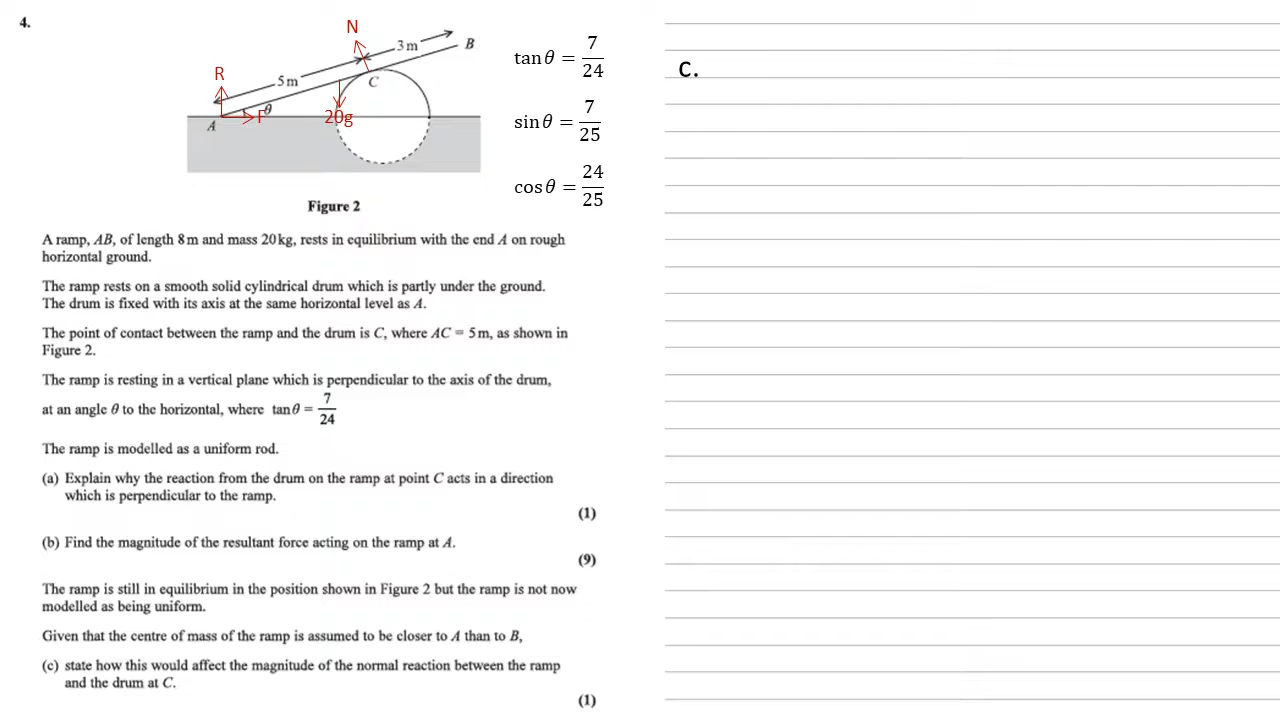 4.
N
3 m
B
R
5 m
C
θ
A
F
20g
tanθ = 7/24
sinθ = 7/25
cosθ = 24/25
c.
Figure 2
A ramp, AB, of length 8 m and mass 20 kg, rests in equilibrium with the end A on rough
horizontal ground.
The ramp rests on a smooth solid cylindrical drum which is partly under the ground.
The drum is fixed with its axis at the same horizontal level as A.
The point of contact between the ramp and the drum is C, where AC = 5 m, as shown in
Figure 2.
The ramp is resting in a vertical plane which is perpendicular to the axis of the drum,
at an angle θ to the horizontal, where tanθ = 7/24
The ramp is modelled as a uniform rod.
(a) Explain why the reaction from the drum on the ramp at point C acts in a direction
which is perpendicular to the ramp.
(1)
(b) Find the magnitude of the resultant force acting on the ramp at A.
(9)
The ramp is still in equilibrium in the position shown in Figure 2 but the ramp is not now
modelled as being uniform.
Given that the centre of mass of the ramp is assumed to be closer to A than to B,
(c) state how this would affect the magnitude of the normal reaction between the ramp
and the drum at C.
(1)